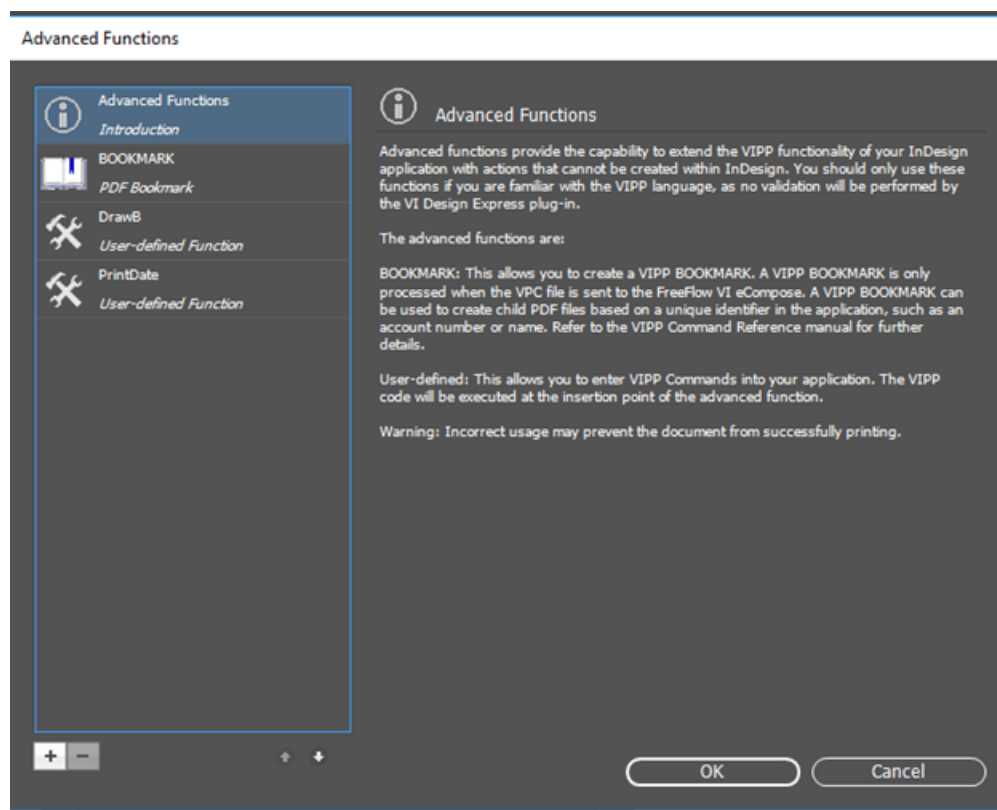 Advanced Functions
Advanced Functions
Introduction
BOOKMARK
PDF Bookmark
DrawB
User-defined Function
PrintDate
User-defined Function
Advanced Functions
Advanced functions provide the capability to extend the VIPP functionality of your InDesign
application with actions that cannot be created within InDesign. You should only use these
functions if you are familiar with the VIPP language, as no validation will be performed by
the VI Design Express plug-in.
The advanced functions are:
BOOKMARK: This allows you to create a VIPP BOOKMARK. A VIPP BOOKMARK is only
processed when the VPC file is sent to the FreeFlow VI eCompose. A VIPP BOOKMARK can
be used to create child PDF files based on a unique identifier in the application, such as an
account number or name. Refer to the VIPP Command Reference manual for further
details.
User-defined: This allows you to enter VIPP Commands into your application. The VIPP
code will be executed at the insertion point of the advanced function.
Warning: Incorrect usage may prevent the document from successfully printing.
OK
Cancel